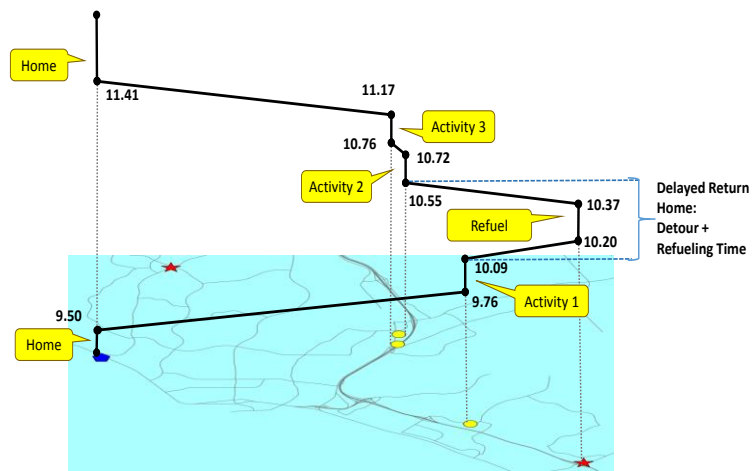 Home
11.41
11.17
Activity 3
10.76
10.72
Activity 2
10.55
Delayed Return
Home:
Detour +
Refueling Time
10.37
Refuel
10.20
10.09
9.76
Activity 1
9.50
Home